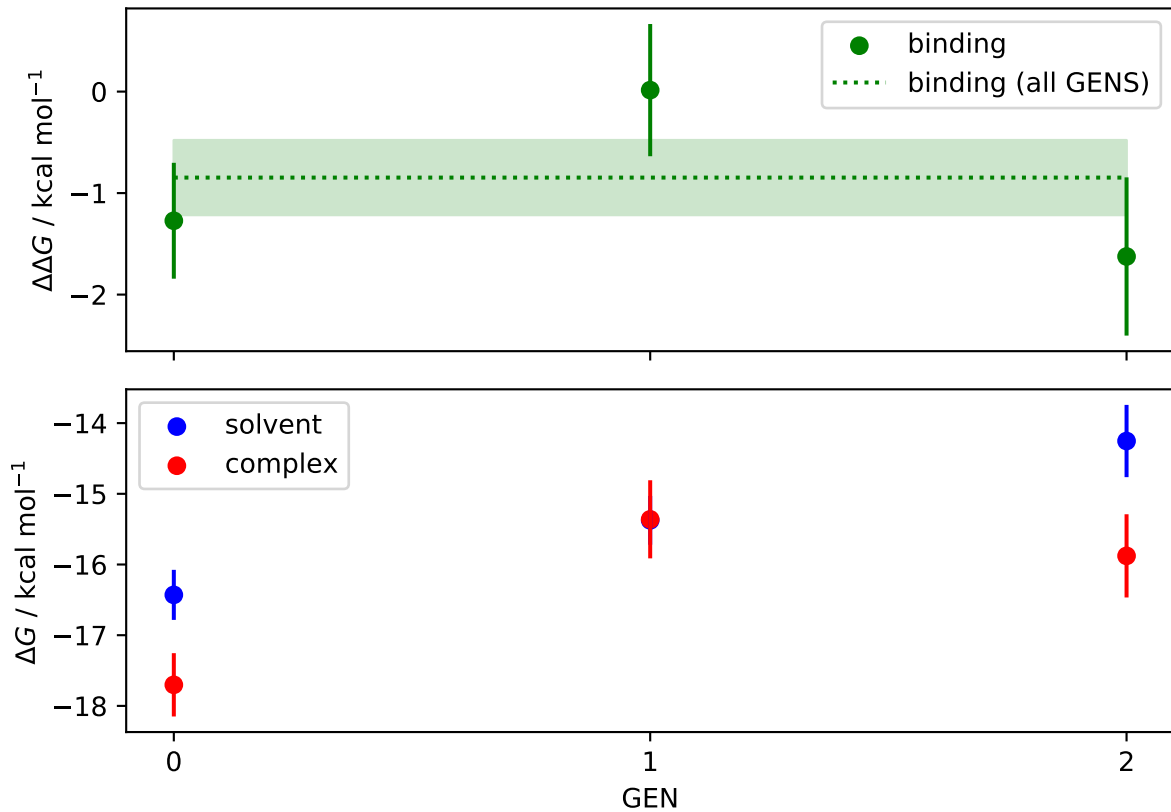 binding
binding (all GENS)
0
−1
−2
ΔΔG / kcal mol⁻¹
solvent
complex
−14
−15
−16
−17
−18
ΔG / kcal mol⁻¹
0 1 2
GEN